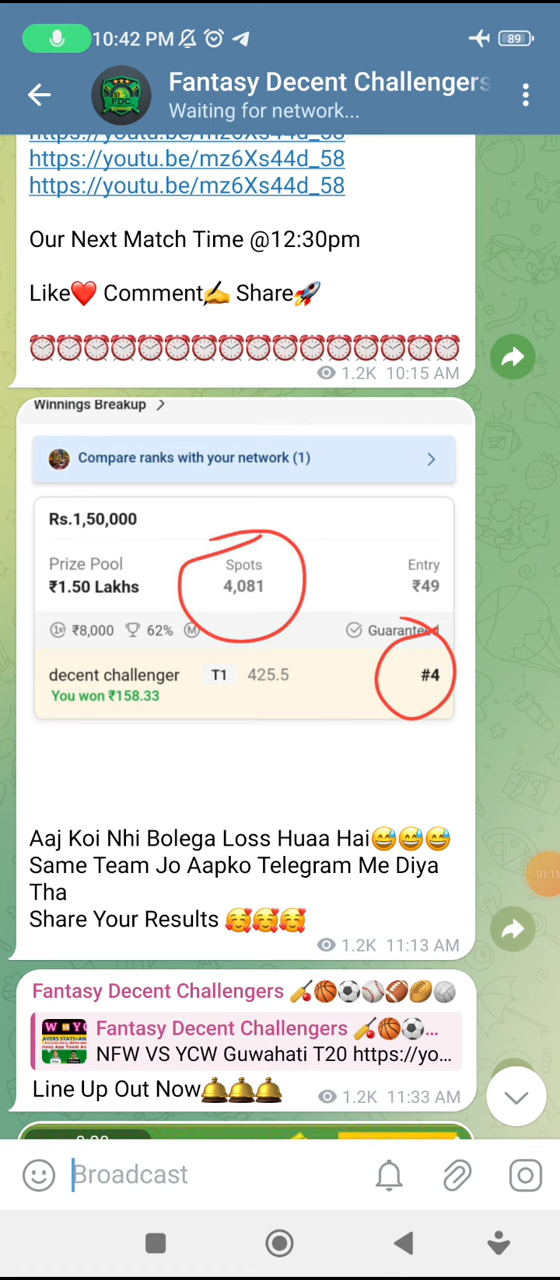 10:42 PM
89
Fantasy Decent Challengers
Waiting for network...
https://youtu.be/mz6Xs44d_58
https://youtu.be/mz6Xs44d_58
https://youtu.be/mz6Xs44d_58
Our Next Match Time @12:30pm
Like❤️ Comment✍️ Share🚀
⏰⏰⏰⏰⏰⏰⏰⏰⏰⏰⏰⏰⏰⏰⏰⏰
1.2K 10:15 AM
Winnings Breakup >
Compare ranks with your network (1)
Rs.1,50,000
Prize Pool Spots Entry
₹1.50 Lakhs 4,081 ₹49
1st ₹8,000 62% M Guaranteed
decent challenger T1 425.5 #4
You won ₹158.33
Aaj Koi Nhi Bolega Loss Huaa Hai😅😅😅
Same Team Jo Aapko Telegram Me Diya
Tha
Share Your Results 🥰🥰🥰
1.2K 11:13 AM
01:11
Fantasy Decent Challengers 🏏🏀⚽⚾🏈🏉🏐
Fantasy Decent Challengers 🏏🏀⚽...
NFW VS YCW Guwahati T20 https://yo...
Line Up Out Now🛎️🛎️🛎️ 1.2K 11:33 AM
Broadcast